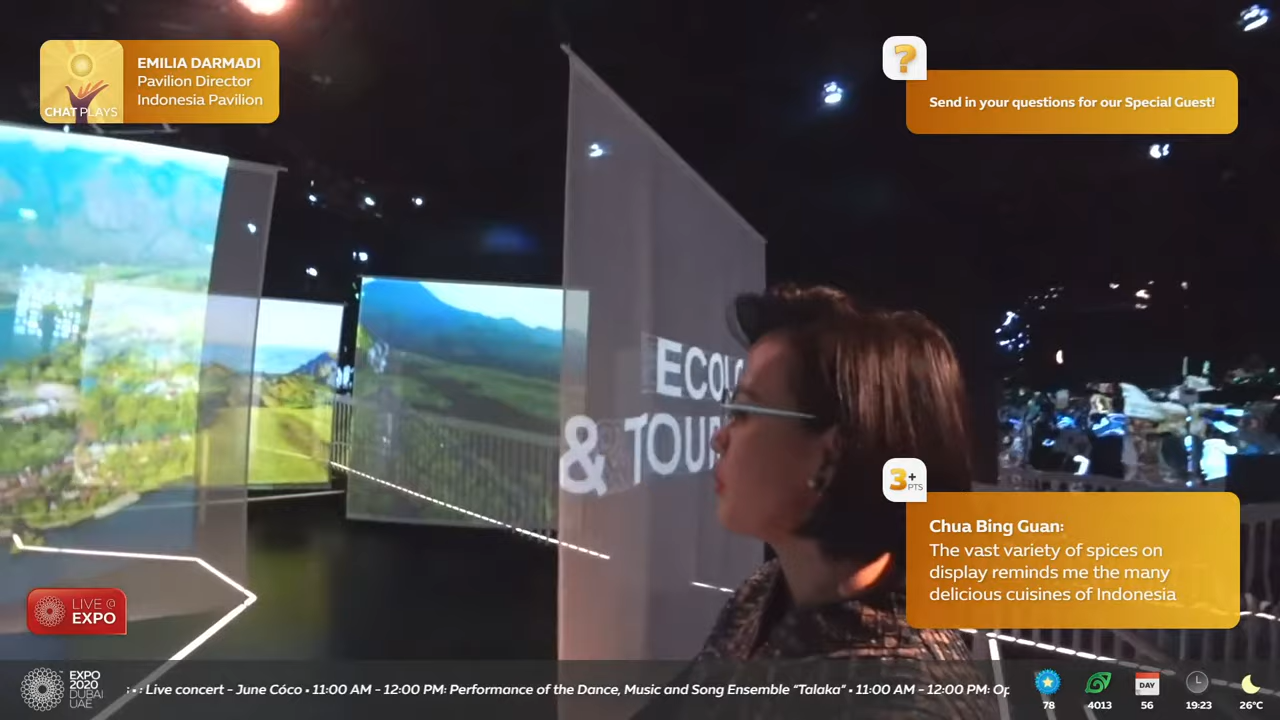 EMILIA DARMADI
Pavilion Director
Indonesia Pavilion
CHAT PLAYS
?
Send in your questions for our Special Guest!
& TOUR
3+
PTS
Chua Bing Guan:
The vast variety of spices on
display reminds me the many
delicious cuisines of Indonesia
LIVE @
EXPO
EXPO
2020
DUBAI
UAE
Live concert - June Cóco • 11:00 AM - 12:00 PM: Performance of the Dance, Music and Song Ensemble “Talaka” • 11:00 AM - 12:00 PM:
78
4013
DAY
56
19:23
26°C